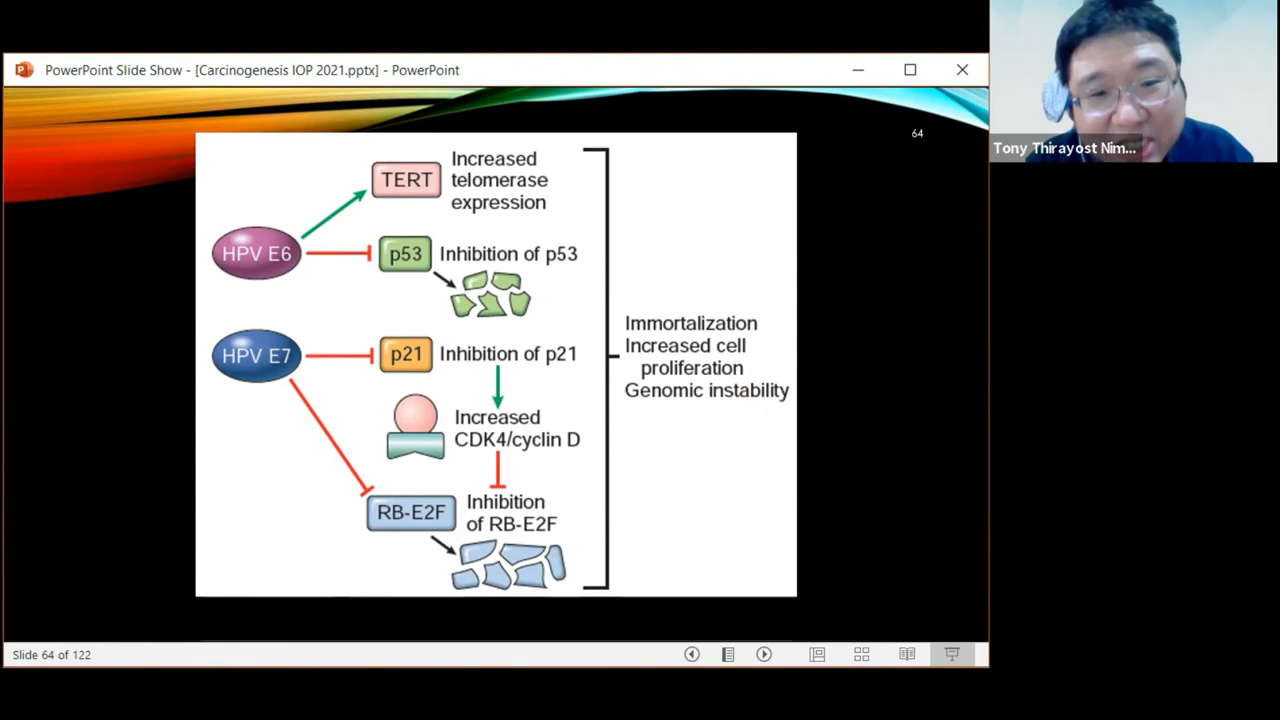 PowerPoint Slide Show - [Carcinogenesis IOP 2021.pptx] - PowerPoint
64
Tony Thirayost Nim...
TERT
Increased
telomerase
expression
HPV E6
p53
Inhibition of p53
HPV E7
p21
Inhibition of p21
Increased
CDK4/cyclin D
RB-E2F
Inhibition
of RB-E2F
Immortalization
Increased cell
proliferation
Genomic instability
Slide 64 of 122